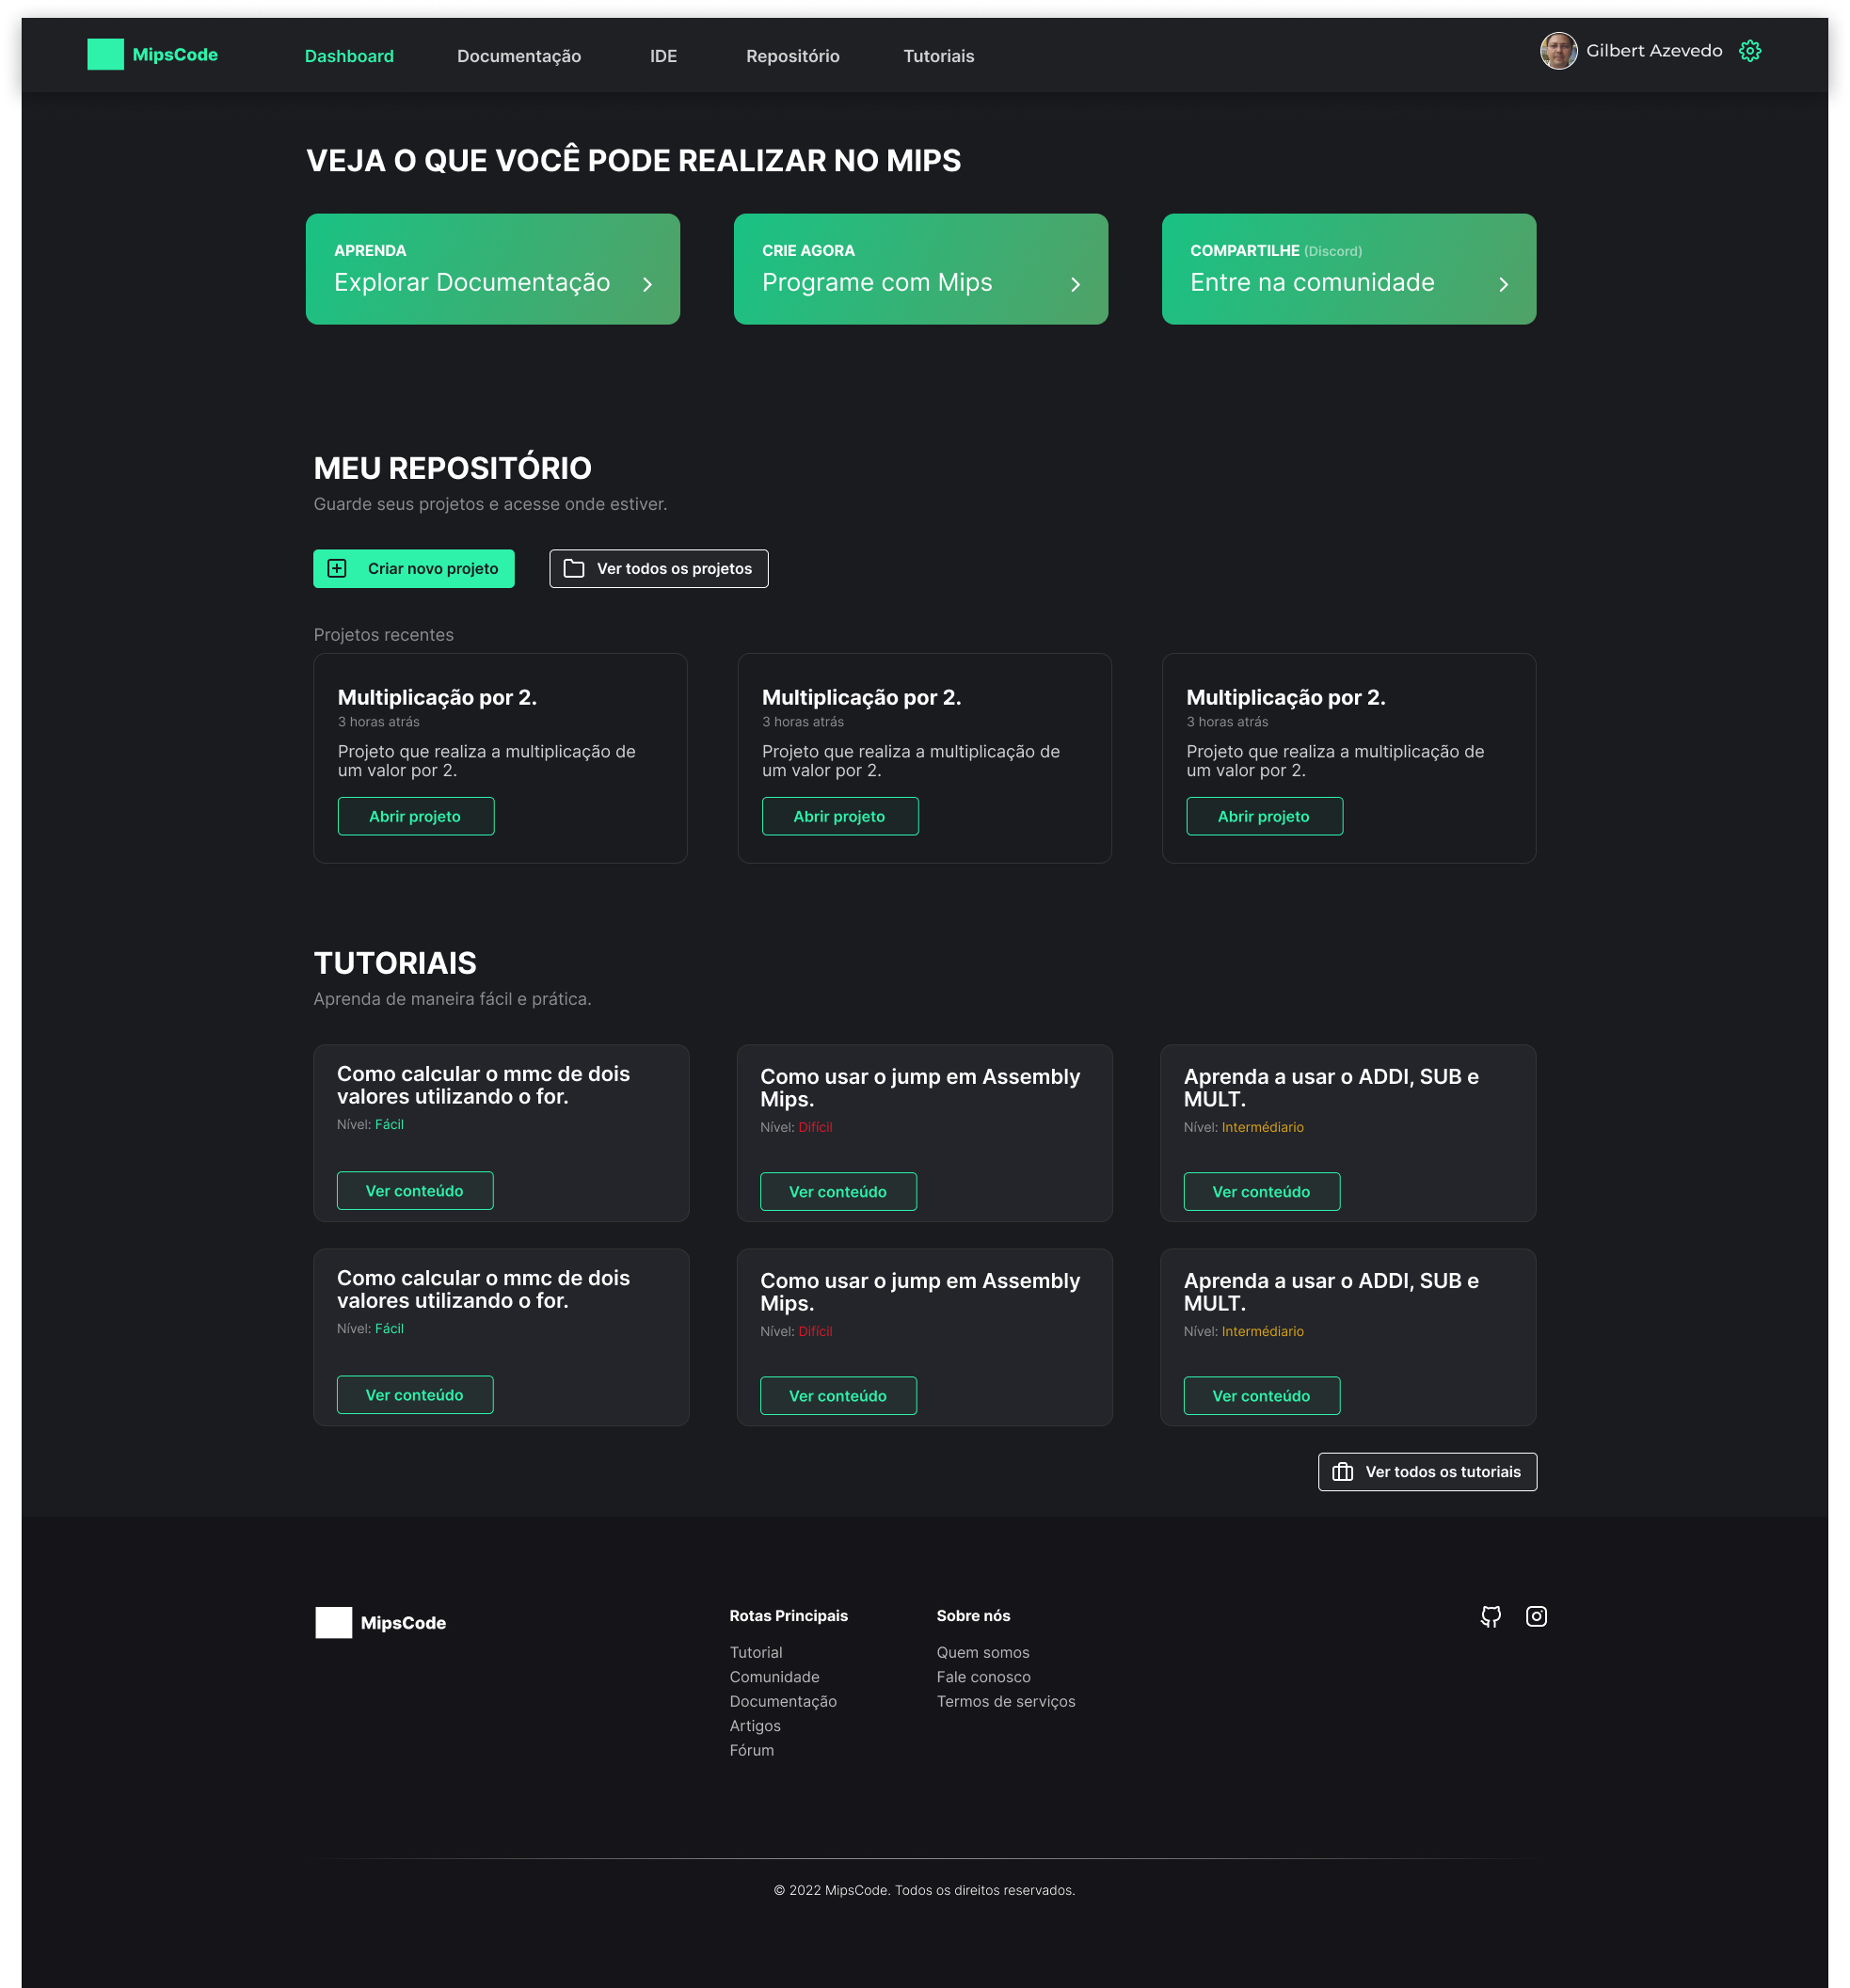 MipsCode
Dashboard
Documentação
IDE
Repositório
Tutoriais
Gilbert Azevedo
VEJA O QUE VOCÊ PODE REALIZAR NO MIPS
APRENDA
Explorar Documentação
CRIE AGORA
Programe com Mips
COMPARTILHE (Discord)
Entre na comunidade
MEU REPOSITÓRIO
Guarde seus projetos e acesse onde estiver.
Criar novo projeto
Ver todos os projetos
Projetos recentes
Multiplicação por 2.
3 horas atrás
Projeto que realiza a multiplicação de
um valor por 2.
Abrir projeto
Multiplicação por 2.
3 horas atrás
Projeto que realiza a multiplicação de
um valor por 2.
Abrir projeto
Multiplicação por 2.
3 horas atrás
Projeto que realiza a multiplicação de
um valor por 2.
Abrir projeto
TUTORIAIS
Aprenda de maneira fácil e prática.
Como calcular o mmc de dois
valores utilizando o for.
Nível: Fácil
Ver conteúdo
Como usar o jump em Assembly
Mips.
Nível: Difícil
Ver conteúdo
Aprenda a usar o ADDI, SUB e
MULT.
Nível: Intermédiario
Ver conteúdo
Como calcular o mmc de dois
valores utilizando o for.
Nível: Fácil
Ver conteúdo
Como usar o jump em Assembly
Mips.
Nível: Difícil
Ver conteúdo
Aprenda a usar o ADDI, SUB e
MULT.
Nível: Intermédiario
Ver conteúdo
Ver todos os tutoriais
MipsCode
Rotas Principais
Tutorial
Comunidade
Documentação
Artigos
Fórum
Sobre nós
Quem somos
Fale conosco
Termos de serviços
© 2022 MipsCode. Todos os direitos reservados.